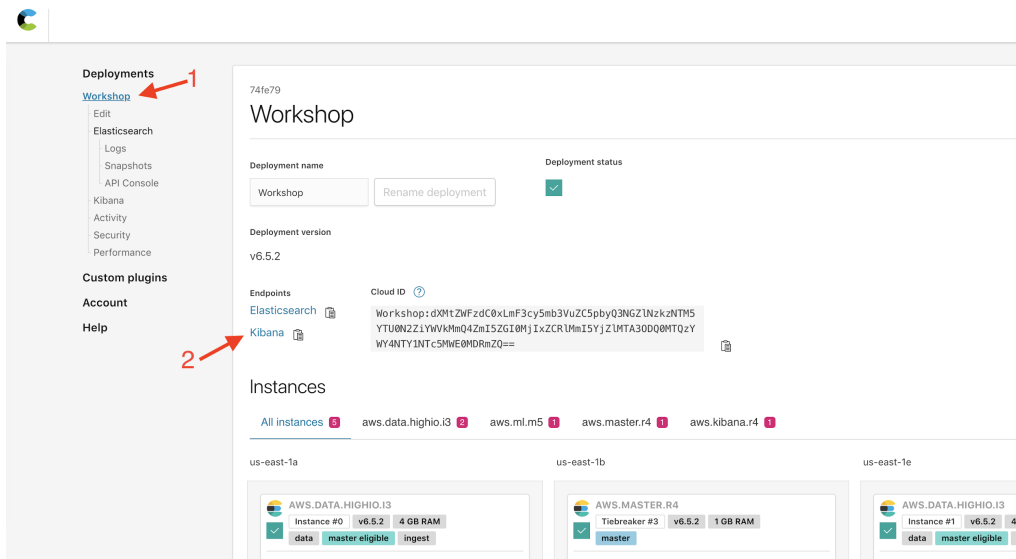 Deployments
1
Workshop
Edit
Elasticsearch
Logs
Snapshots
API Console
Kibana
Activity
Security
Performance
Custom plugins
Account
Help
74fe79
Workshop
Deployment name
Deployment status
Workshop
Rename deployment
Deployment version
v6.5.2
Endpoints
Cloud ID ?
Elasticsearch
Kibana
2
Workshop:dXMtZWFzdC0xLmF3cy5mb3VuZC5pbyQ3NGZlNzkzNTM5
YTU0N2ZiYWVkMmQ4ZmI5ZGI0MjIxZCRlMmI5YjZlMTA3ODQ0MTQzY
WY4NTY1NTc5MWE0MDRmZQ==
Instances
All instances 5 aws.data.highio.i3 2 aws.ml.m5 1 aws.master.r4 1 aws.kibana.r4 1
us-east-1a
us-east-1b
us-east-1e
AWS.DATA.HIGHIO.I3
Instance #0 v6.5.2 4 GB RAM
data master eligible ingest
AWS.MASTER.R4
Tiebreaker #3 v6.5.2 1 GB RAM
master
AWS.DATA.HIGHIO.I3
Instance #1 v6.5.2 4
data master eligible